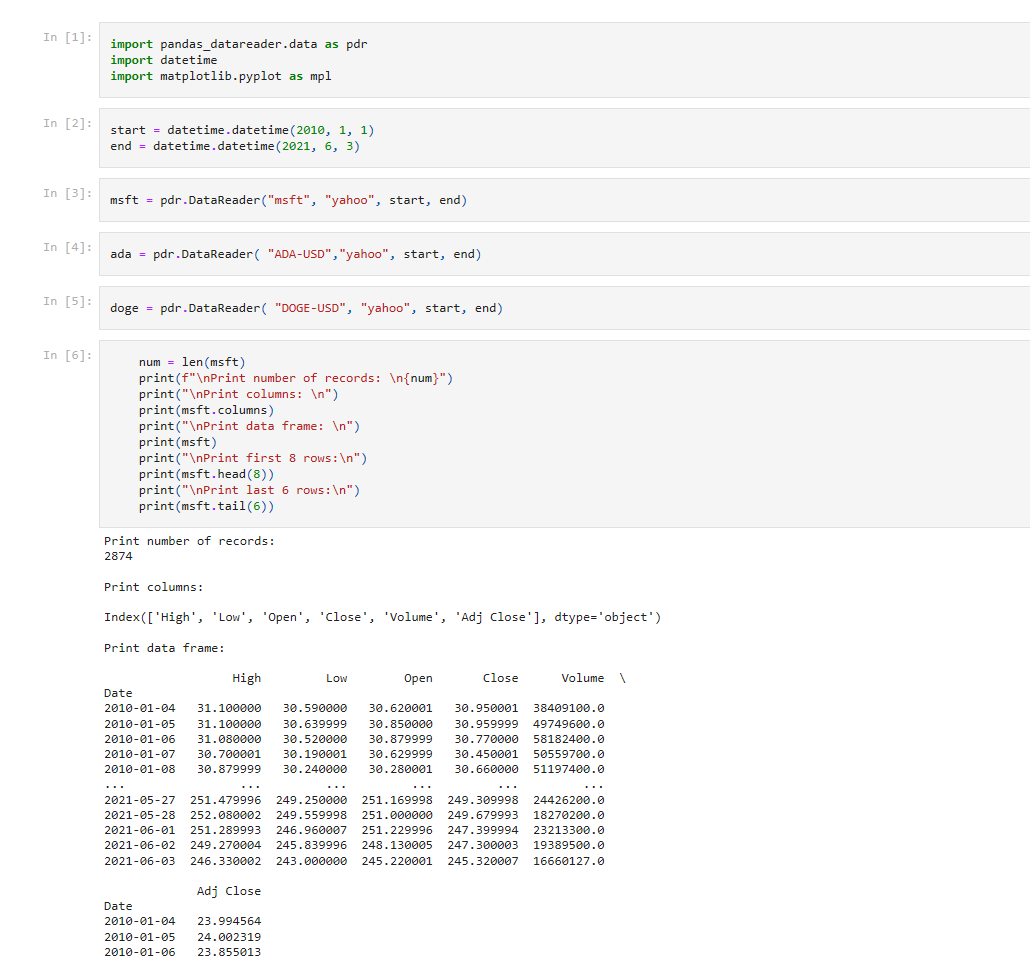 In [1]:
import pandas_datareader.data as pdr
import datetime
import matplotlib.pyplot as mpl
In [2]:
start = datetime.datetime(2010, 1, 1)
end = datetime.datetime(2021, 6, 3)
In [3]:
msft = pdr.DataReader("msft", "yahoo", start, end)
In [4]:
ada = pdr.DataReader( "ADA-USD","yahoo", start, end)
In [5]:
doge = pdr.DataReader( "DOGE-USD", "yahoo", start, end)
In [6]:
num = len(msft)
print(f"\nPrint number of records: \n{num}")
print("\nPrint columns: \n")
print(msft.columns)
print("\nPrint data frame: \n")
print(msft)
print("\nPrint first 8 rows:\n")
print(msft.head(8))
print("\nPrint last 6 rows:\n")
print(msft.tail(6))
Print number of records:
2874
Print columns:
Index(['High', 'Low', 'Open', 'Close', 'Volume', 'Adj Close'], dtype='object')
Print data frame:
High Low Open Close Volume \
Date
2010-01-04 31.100000 30.590000 30.620001 30.950001 38409100.0
2010-01-05 31.100000 30.639999 30.850000 30.959999 49749600.0
2010-01-06 31.080000 30.520000 30.879999 30.770000 58182400.0
2010-01-07 30.700001 30.190001 30.629999 30.450001 50559700.0
2010-01-08 30.879999 30.240000 30.280001 30.660000 51197400.0
... ... ... ... ... ...
2021-05-27 251.479996 249.250000 251.169998 249.309998 24426200.0
2021-05-28 252.080002 249.559998 251.000000 249.679993 18270200.0
2021-06-01 251.289993 246.960007 251.229996 247.399994 23213300.0
2021-06-02 249.270004 245.839996 248.130005 247.300003 19389500.0
2021-06-03 246.330002 243.000000 245.220001 245.320007 16660127.0
Adj Close
Date
2010-01-04 23.994564
2010-01-05 24.002319
2010-01-06 23.855013